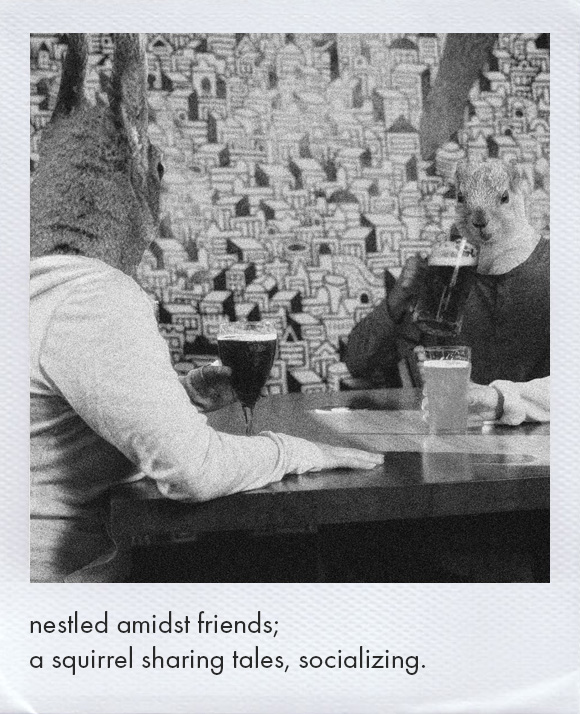 nestled amidst friends;
a squirrel sharing tales, socializing.